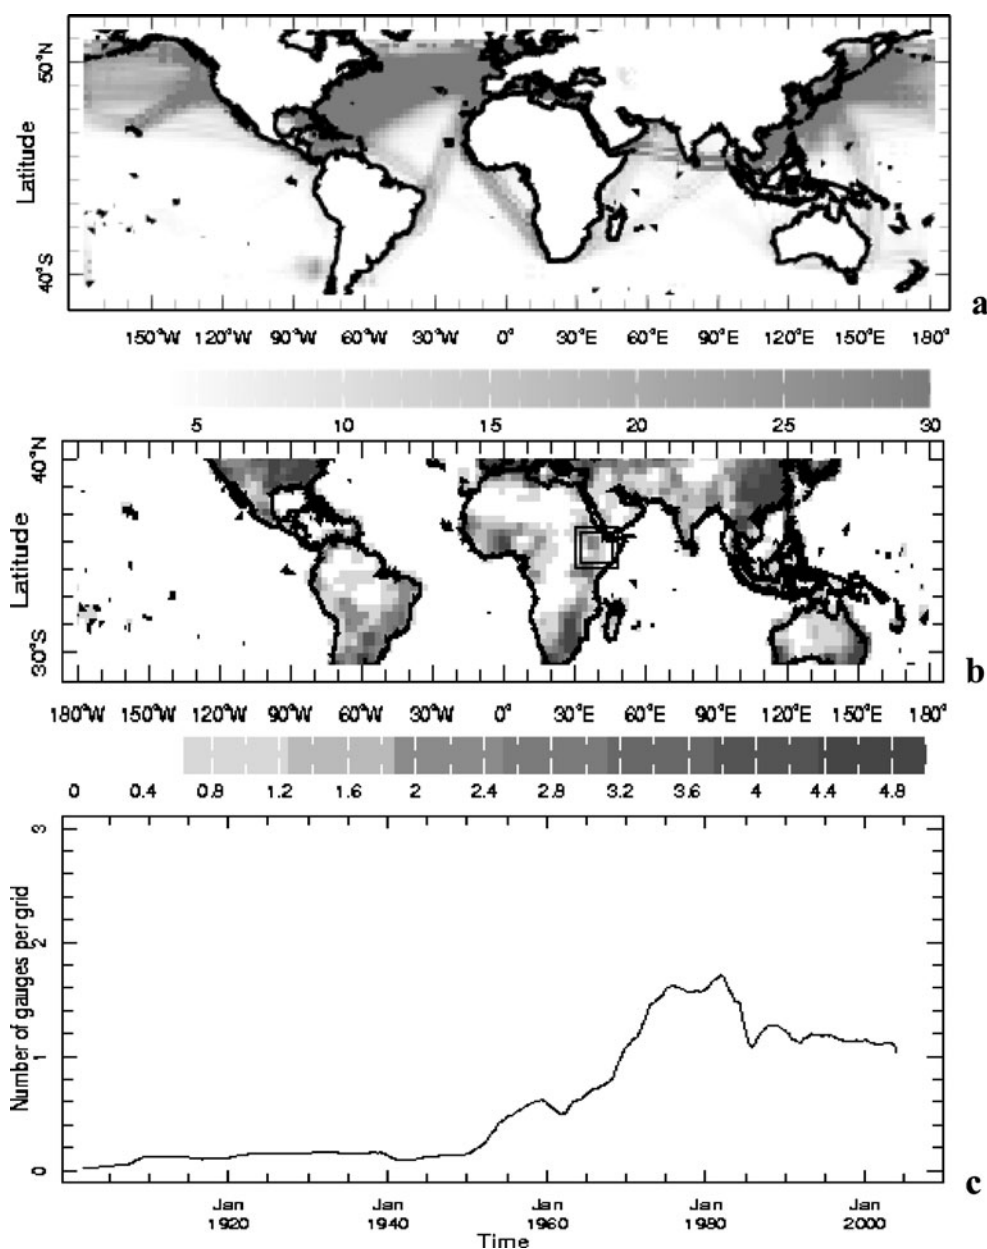 50°N
Latitude
40°S
a
150°W 120°W 90°W 60°W 30°W 0° 30°E 60°E 90°E 120°E 150°E 180°
5 10 15 20 25 30
40°N
Latitude
30°S
b
180°W 150°W 120°W 90°W 60°W 30°W 0° 30°E 60°E 90°E 120°E 150°E 180°
0 0.4 0.8 1.2 1.6 2 2.4 2.8 3.2 3.6 4 4.4 4.8
3
2
Number of gauges per grid
1
0
c
Jan Jan Jan Jan Jan
1920 1940 1960 1980 2000
Time